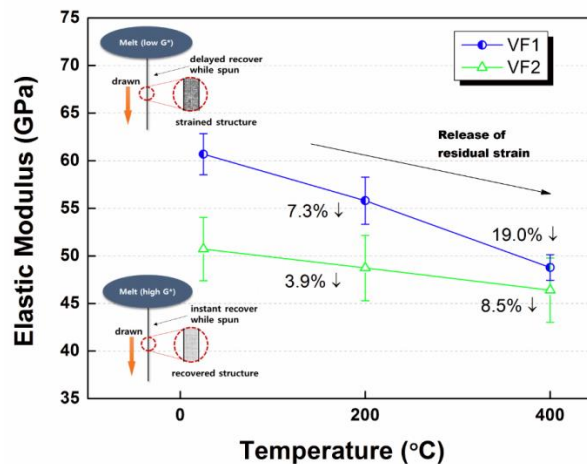 Elastic Modulus (GPa)
75
70
65
60
55
50
45
40
35
0
200
400
Temperature (°C)
Melt (low G*)
drawn
delayed recover
while spun
strained structure
VF1
VF2
Release of
residual strain
7.3% ↓
19.0% ↓
3.9% ↓
8.5% ↓
Melt (high G*)
drawn
instant recover
while spun
recovered structure